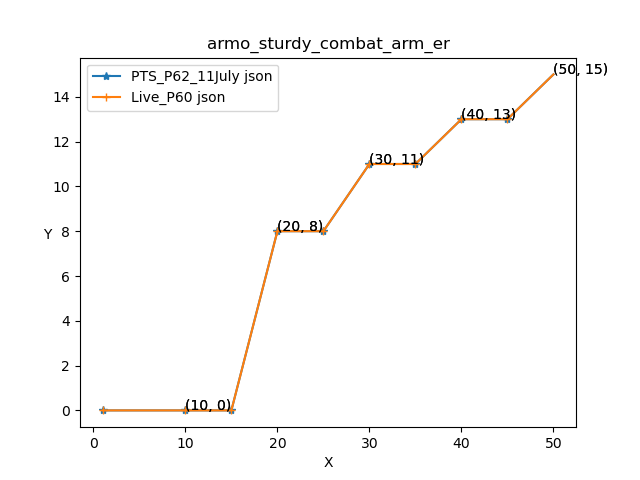 armo_sturdy_combat_arm_er
PTS_P62_11July json
Live_P60 json
(50, 15)
(40, 13)
(30, 11)
(20, 8)
(10, 0)
14
12
10
8
6
4
2
0
Y
0 10 20 30 40 50
X